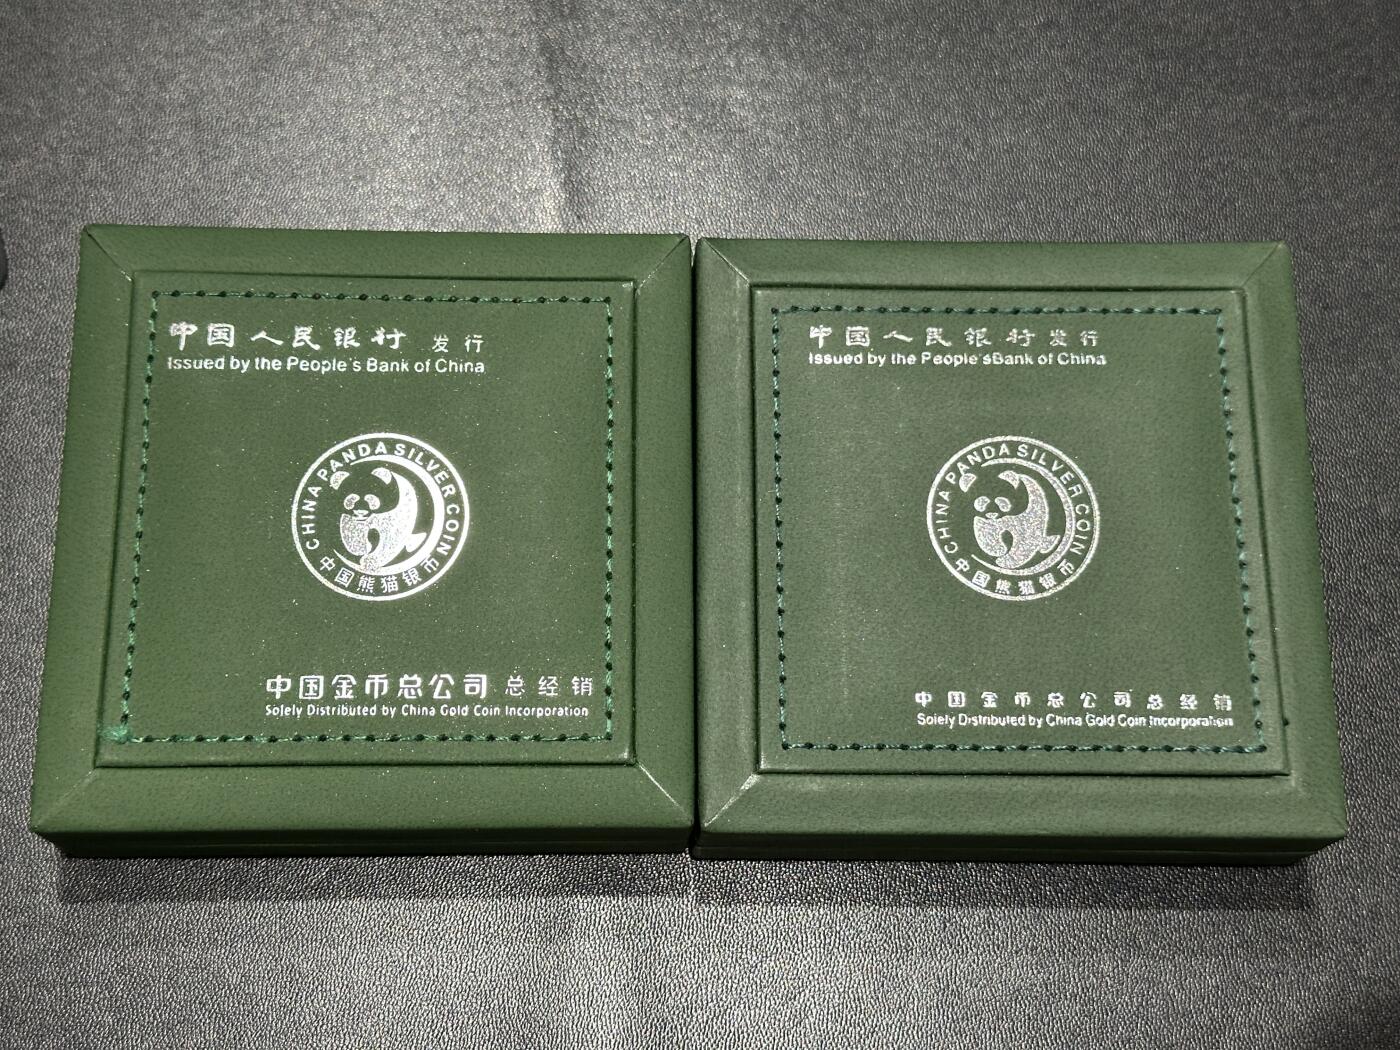 中国人民银行 发行
Issued by the People's Bank of China
CHINA PANDA SILVER COIN
中国熊猫银币
中国金币总公司 总经销
Solely Distributed by China Gold Coin Incorporation
中国人民银行 发行
Issued by the People'sBank of China
CHINA PANDA SILVER COIN
中国熊猫银币
中国金币总公司总经销
Solely Distributed by China Gold Coin Incorporation